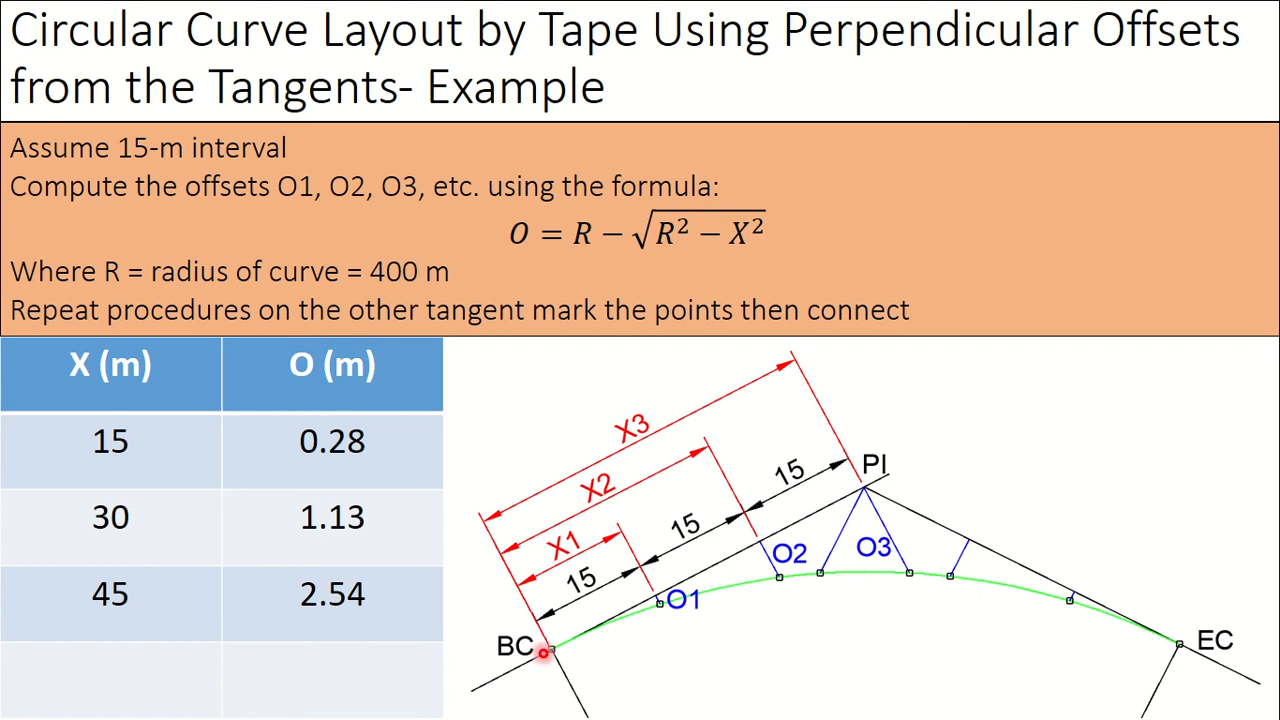 Circular Curve Layout by Tape Using Perpendicular Offsets
from the Tangents- Example
Assume 15-m interval
Compute the offsets O1, O2, O3, etc. using the formula:
O = R − √R² − X²
Where R = radius of curve = 400 m
Repeat procedures on the other tangent mark the points then connect
X (m) O (m)
15 0.28
30 1.13
45 2.54
X3
X2
X1
15
15
15
PI
O1
O2
O3
BC
EC